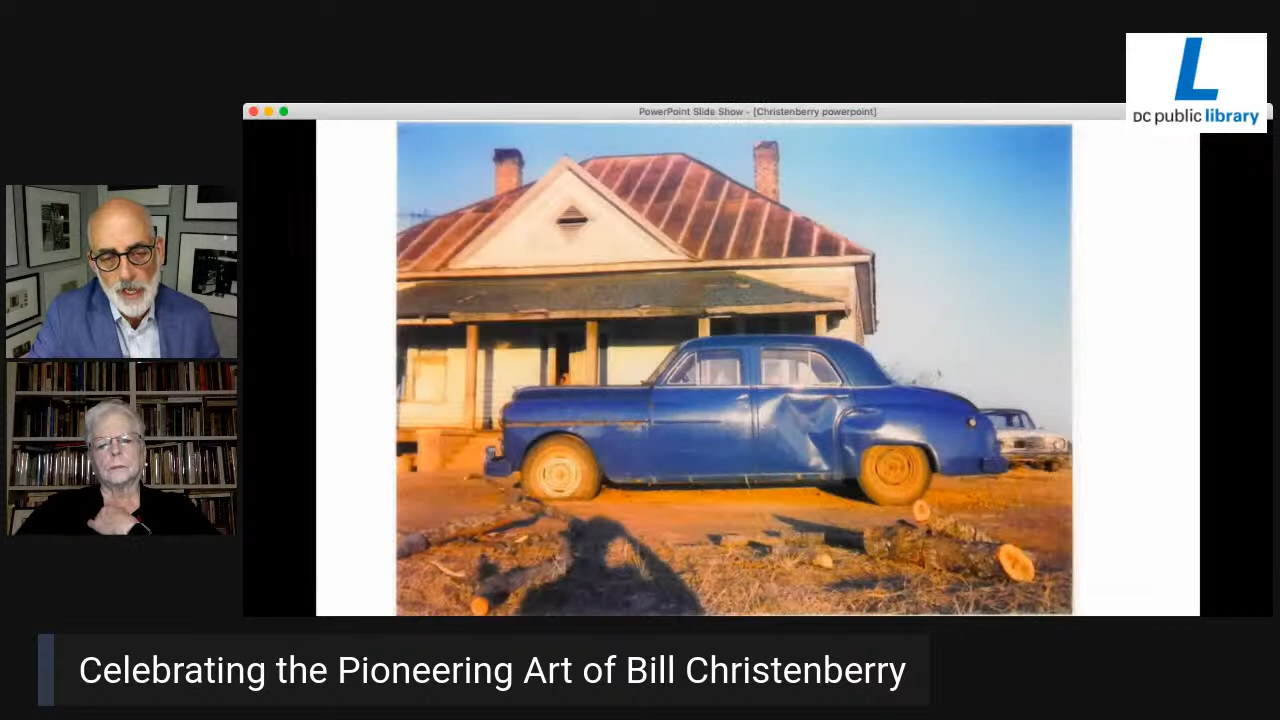 L
DC public library
PowerPoint Slide Show - [Christenberry powerpoint]
Celebrating the Pioneering Art of Bill Christenberry